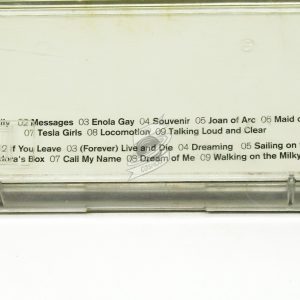 02 Messages 03 Enola Gay 04 Souvenir 05 Joan of Arc 06 Maid o
07 Tesla Girls 08 Locomotion 09 Talking Loud and Clear
If You Leave 03 (Forever) Live and Die 04 Dreaming 05 Sailing on
dora's Box 07 Call My Name 08 Dream of Me 09 Walking on the Milky